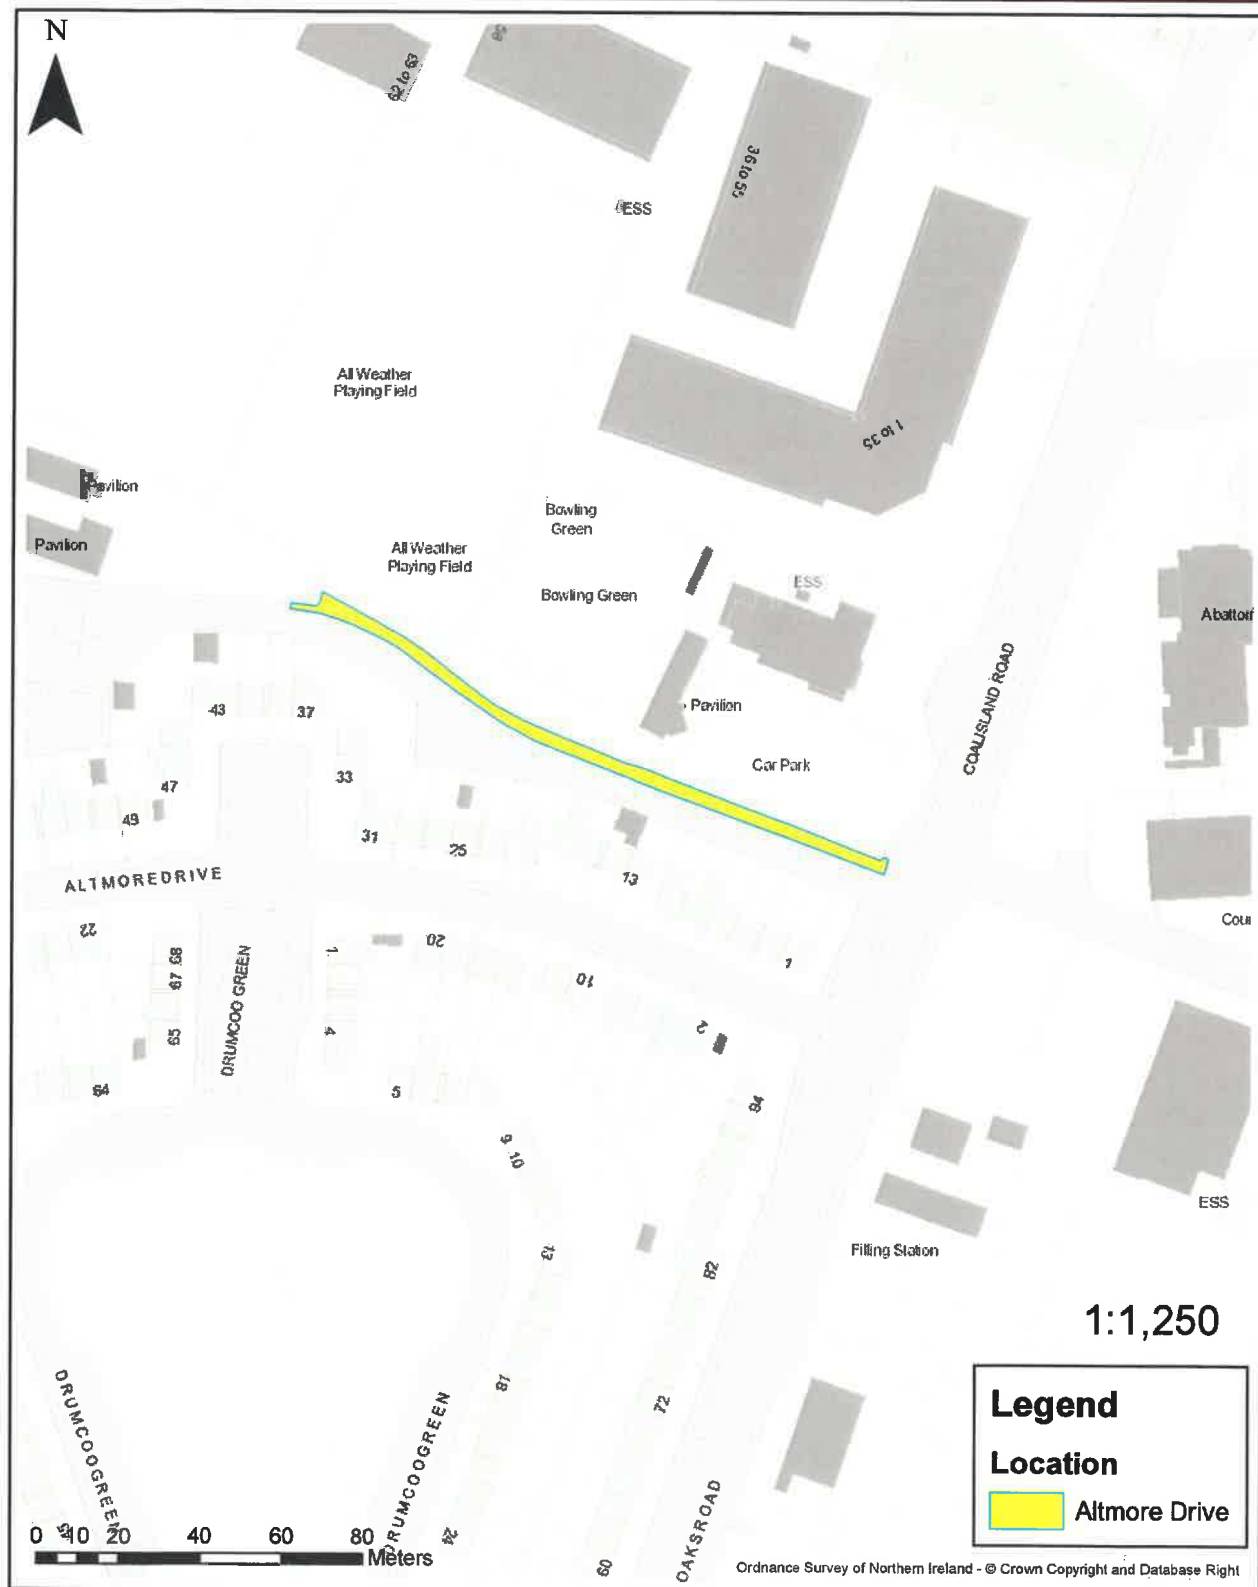 N
62 to 63
58
36 to 55
ESS
1 to 35
All Weather
Playing Field
Pavilion
Pavilion
Bowling
Green
All Weather
Playing Field
Bowling Green
ESS
Abattoir
COALISLAND ROAD
Pavilion
Car Park
43
37
33
47
49
31
25
13
ALTMOREDRIVE
22
20
1
10
1
68
67
65
DRUMCOO GREEN
4
2
64
5
84
9
10
ESS
13
82
Filling Station
1:1,250
81
72
DRUMCOOGREEN
DRUMCOOGREEN
24
60
OAKSROAD
Legend
Location
Altmore Drive
0 10 20 40 60 80
Meters
Ordnance Survey of Northern Ireland - © Crown Copyright and Database Right